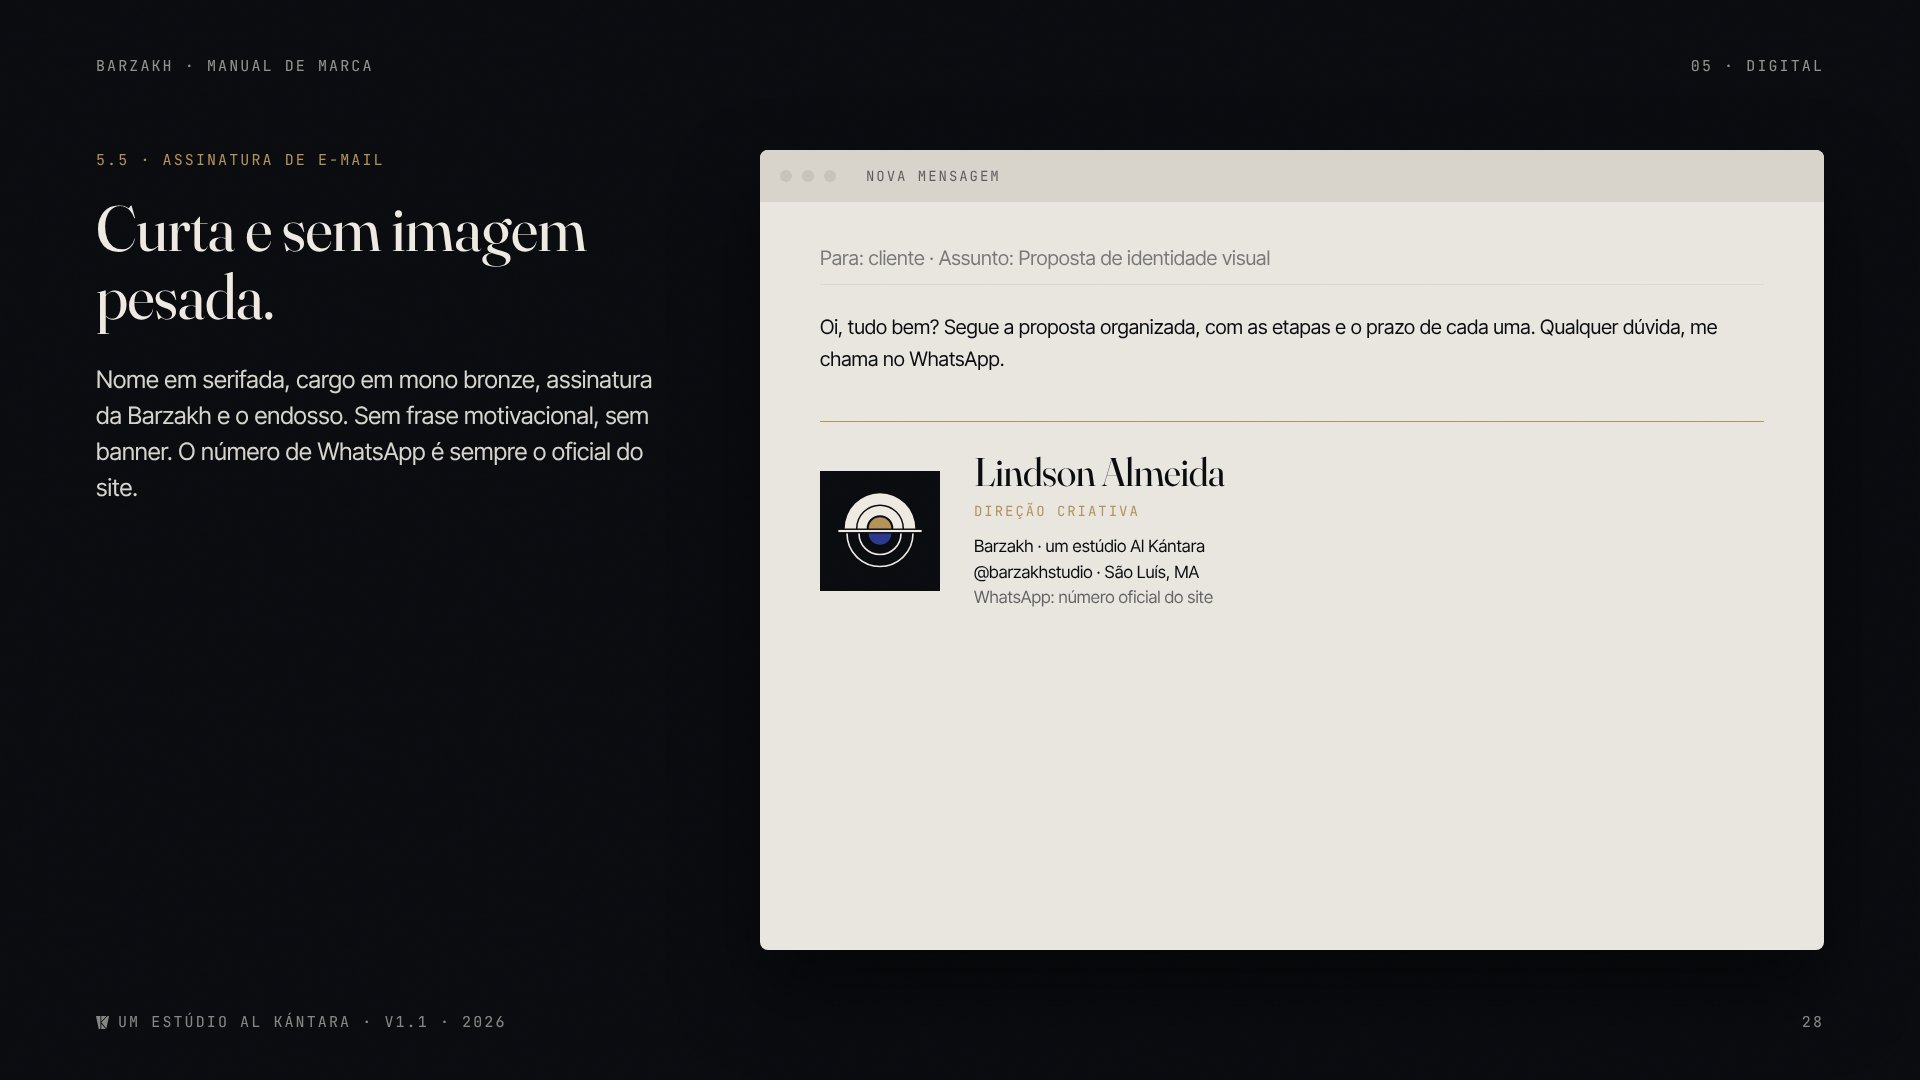 BARZAKH · MANUAL DE MARCA
05 · DIGITAL
5.5 · ASSINATURA DE E-MAIL
Curta e sem imagem
pesada.
Nome em serifada, cargo em mono bronze, assinatura
da Barzakh e o endosso. Sem frase motivacional, sem
banner. O número de WhatsApp é sempre o oficial do
site.
NOVA MENSAGEM
Para: cliente · Assunto: Proposta de identidade visual
Oi, tudo bem? Segue a proposta organizada, com as etapas e o prazo de cada uma. Qualquer dúvida, me
chama no WhatsApp.
Lindson Almeida
DIREÇÃO CRIATIVA
Barzakh · um estúdio Al Kántara
@barzakhstudio · São Luís, MA
WhatsApp: número oficial do site
UM ESTÚDIO AL KÁNTARA · V1.1 · 2026
28